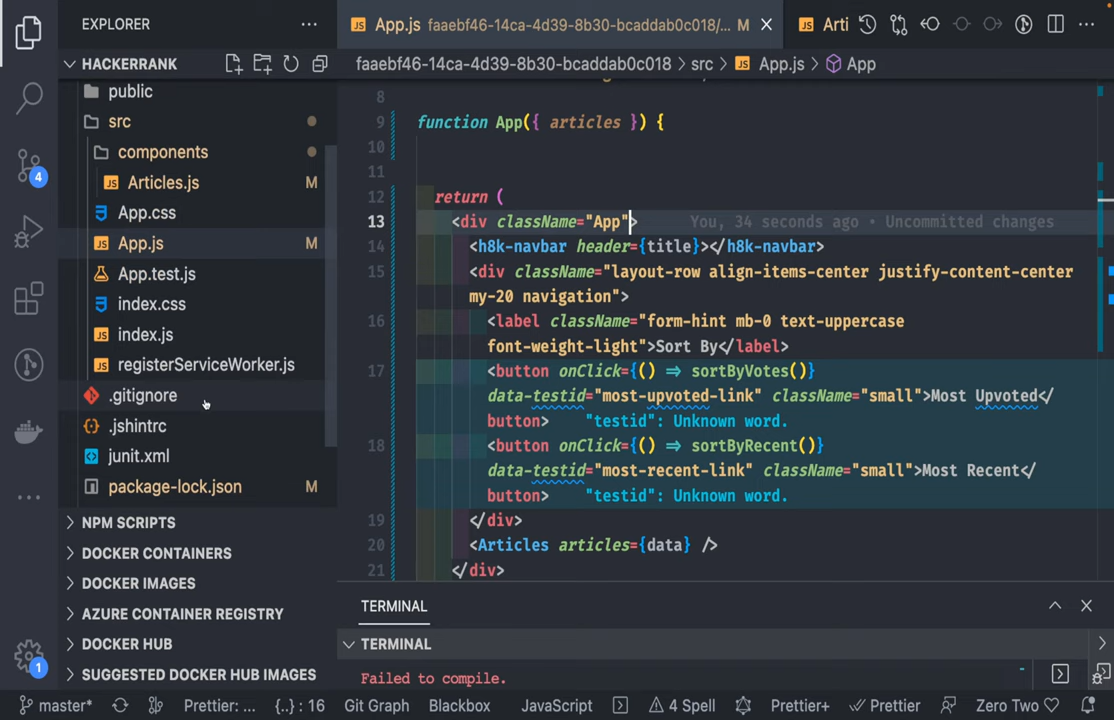 EXPLORER
HACKERRANK
public
src
components
Articles.js M
App.css
App.js M
App.test.js
index.css
index.js
registerServiceWorker.js
.gitignore
.jshintrc
junit.xml
package-lock.json M
NPM SCRIPTS
DOCKER CONTAINERS
DOCKER IMAGES
AZURE CONTAINER REGISTRY
DOCKER HUB
SUGGESTED DOCKER HUB IMAGES
4
1
App.js faaebf46-14ca-4d39-8b30-bcaddab0c018/... M
Arti
faaebf46-14ca-4d39-8b30-bcaddab0c018 > src > App.js > App
8
9 function App({ articles }) {
10
11
12 return (
13 <div className="App"> You, 34 seconds ago • Uncommitted changes
14 <h8k-navbar header={title}></h8k-navbar>
15 <div className="layout-row align-items-center justify-content-center
my-20 navigation">
16 <label className="form-hint mb-0 text-uppercase
font-weight-light">Sort By</label>
17 <button onClick={() => sortByVotes()}
data-testid="most-upvoted-link" className="small">Most Upvoted</
button> "testid": Unknown word.
18 <button onClick={() => sortByRecent()}
data-testid="most-recent-link" className="small">Most Recent</
button> "testid": Unknown word.
19 </div>
20 <Articles articles={data} />
21 </div>
TERMINAL
TERMINAL
Failed to compile.
master* Prettier: ... {..} : 16 Git Graph Blackbox JavaScript 4 Spell Prettier+ Prettier Zero Two ♡